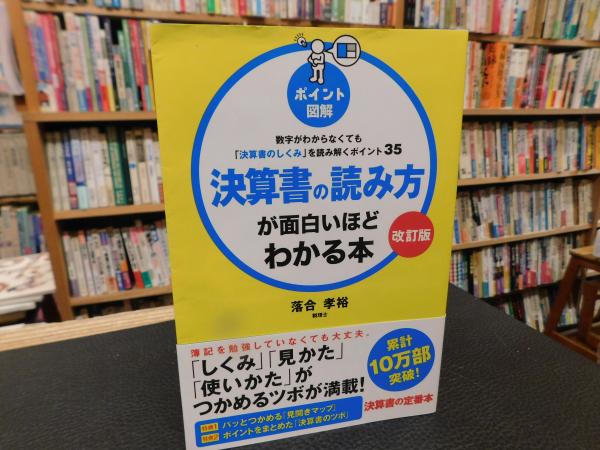 ポイント
図解
数字がわからなくても
「決算書のしくみ」を読み解くポイント35
決算書の読み方
が面白いほど
わかる本
改訂版
落合 孝裕
税理士
簿記を勉強していなくても大丈夫。
「しくみ」「見かた」
「使いかた」が
つかめるツボが満載!
累計
10万部
突破!
特典1 パッとつかめる「見開きマップ」
特典2 ポイントをまとめた「決算書のツボ」
決算書の定番本